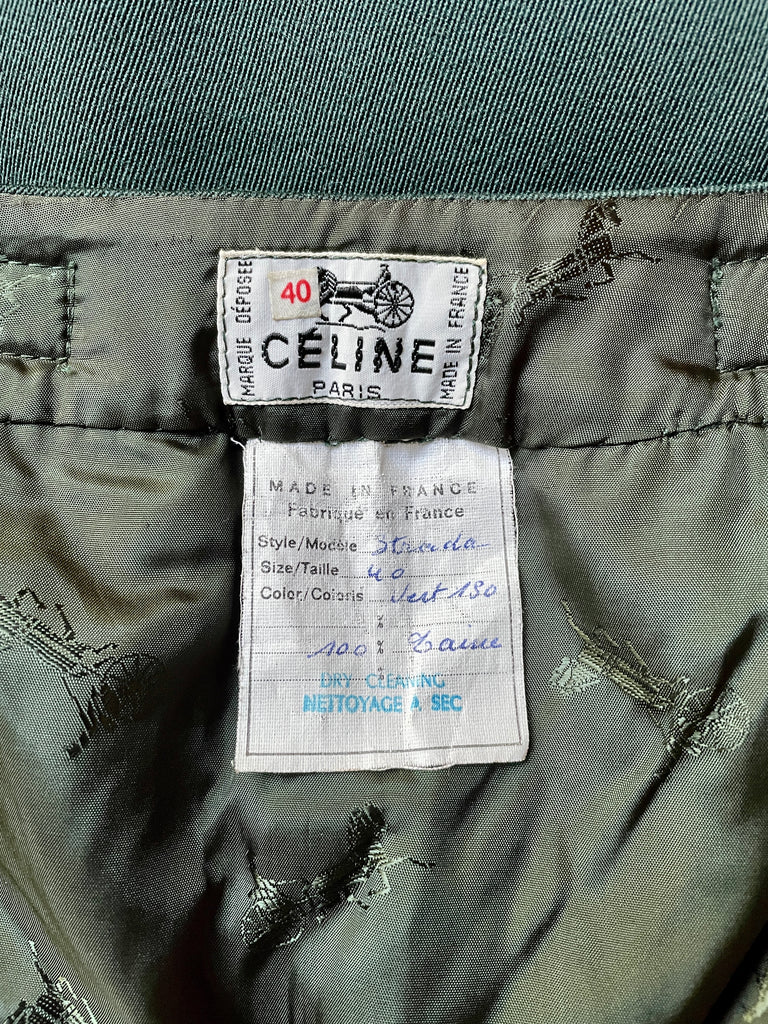 MARQUE DÉPOSÉE
40
CÉLINE
PARIS
MADE IN FRANCE
MADE IN FRANCE
Fabriqué en France
Style/Modèle Strada
Size/Taille 40
Color/Coloris Vert 130
%
100 % Laine
%
DRY CLEANING
NETTOYAGE A SEC